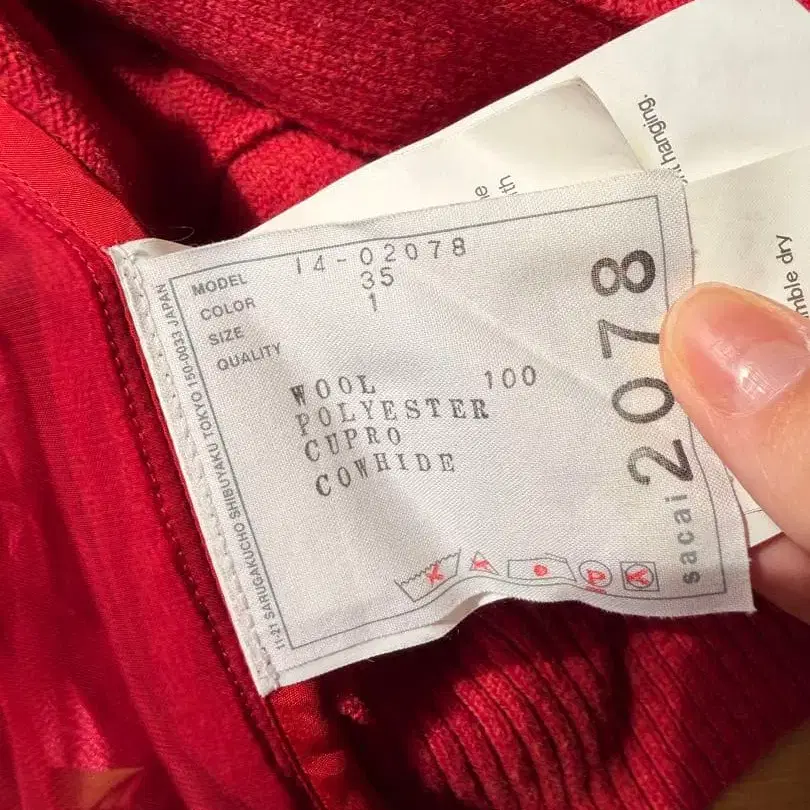 MODEL 14-02078
COLOR 35
SIZE 1
QUALITY
WOOL 100
POLYESTER
CUPRO
COWHIDE
sacai
2078
11-21 SARUGAKUCHO SHIBUYAKU TOKYO 150-0033 JAPAN
hanging.
dry